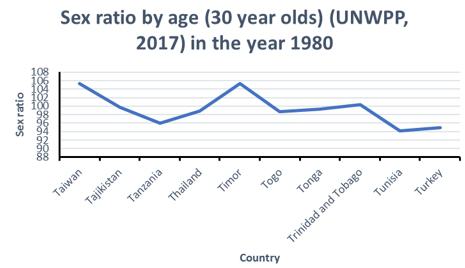 Sex ratio by age (30 year olds) (UNWPP,
2017) in the year 1980
108
106
104
102
100
98
96
94
92
90
88
Sex ratio
Taiwan
Tajikistan
Tanzania
Thailand
Timor
Togo
Tonga
Trinidad and Tobago
Tunisia
Turkey
Country